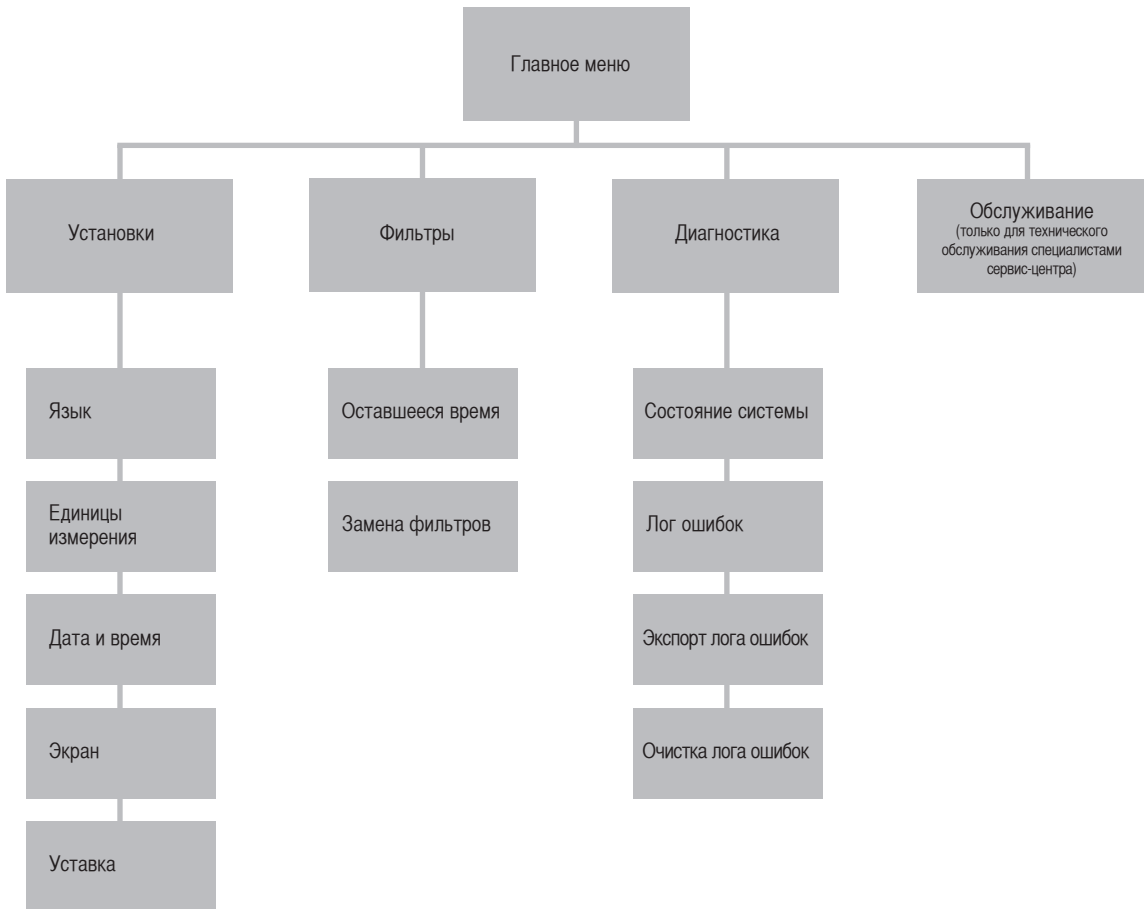 Главное меню
Установки
Фильтры
Диагностика
Обслуживание
(только для технического
обслуживания специалистами
сервис-центра)
Язык
Оставшееся время
Состояние системы
Единицы
измерения
Замена фильтров
Лог ошибок
Дата и время
Экспорт лога ошибок
Экран
Очистка лога ошибок
Уставка